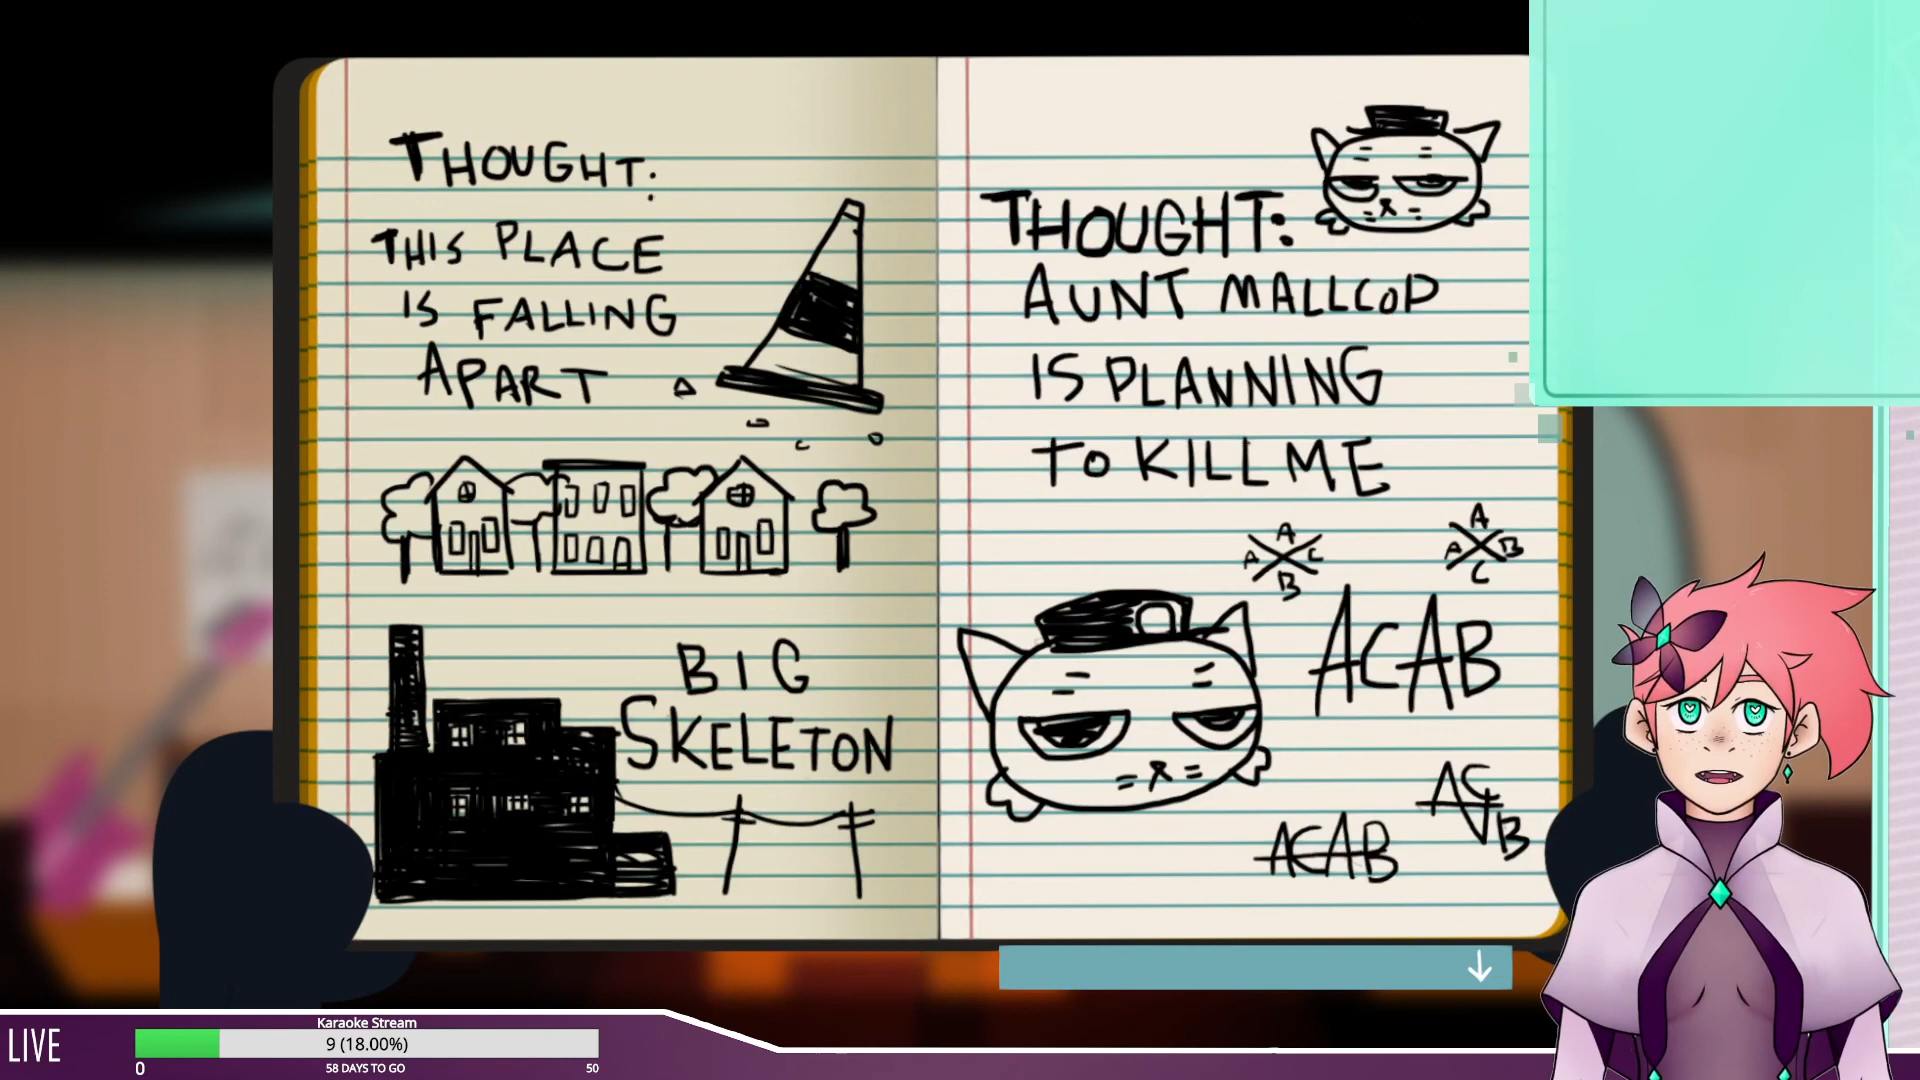 THOUGHT:
THIS PLACE
IS FALLING
APART
BIG
SKELETON
THOUGHT:
AUNT MALLCOP
IS PLANNING
TO KILL ME
A
A C
B
A
A B
C
ACAB
ACAB
ACAB
LIVE
Karaoke Stream
9 (18.00%)
0 58 DAYS TO GO 50